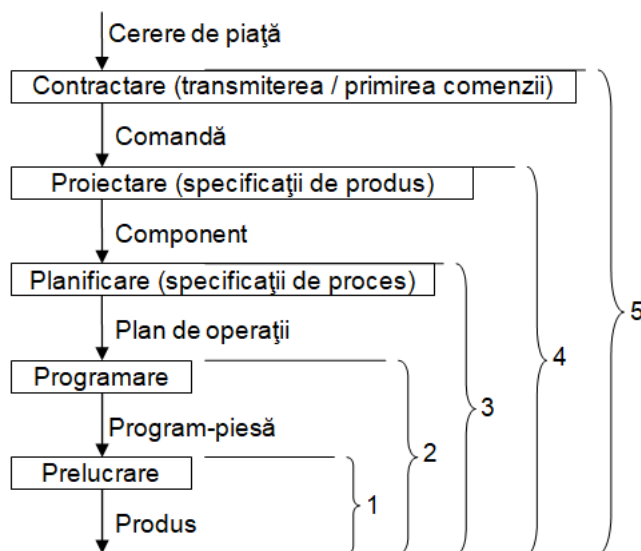 Cerere de piaţă
Contractare (transmiterea / primirea comenzii)
Comandă
Proiectare (specificaţii de produs)
Component
Planificare (specificaţii de proces)
Plan de operaţii
Programare
Program-piesă
Prelucrare
Produs
1
2
3
4
5